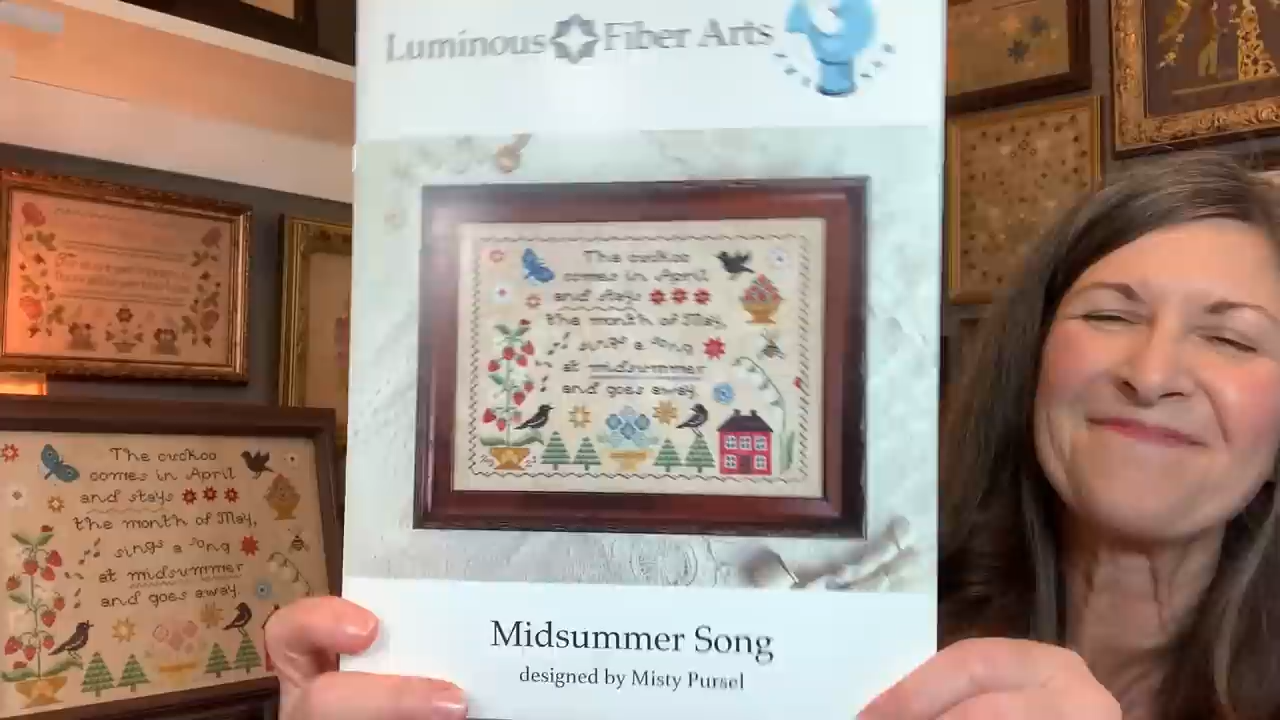 Luminous Fiber Arts
The cuckoo
comes in April
and stays
the month of May,
sings a song
at midsummer
and goes away.
Midsummer Song
designed by Misty Pursel
The cuckoo
comes in April
and stays
the month of May,
sings a song
at midsummer
and goes away.